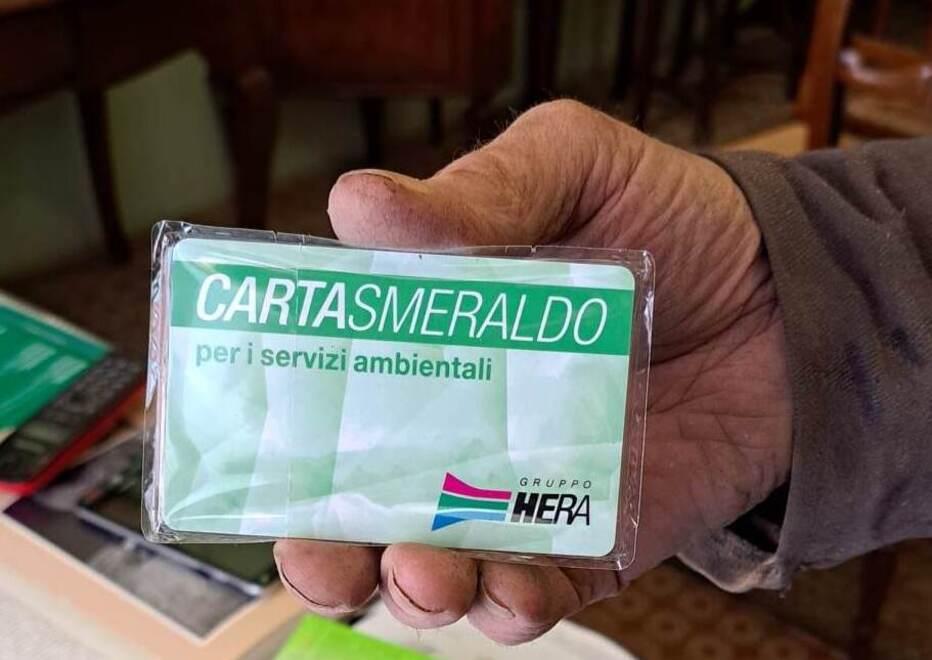 CARTASMERALDO
per i servizi ambientali
GRUPPO
HERA